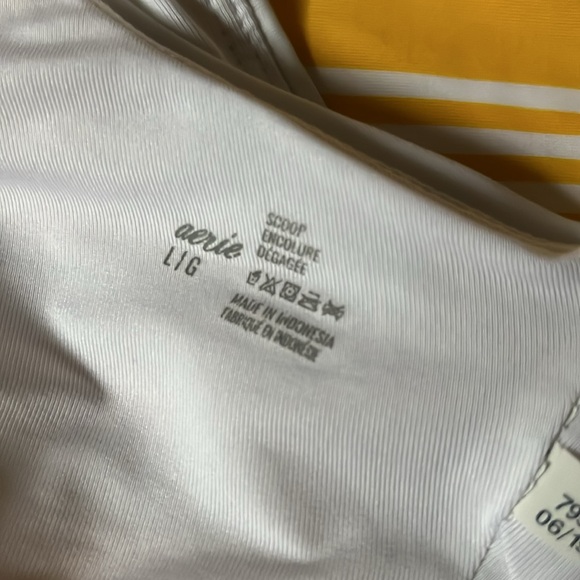 aerie
L | G
SCOOP
ENCOLURE
DÉGAGÉE
MADE IN INDONESIA
FABRIQUÉ EN INDONÉSIE
06/1